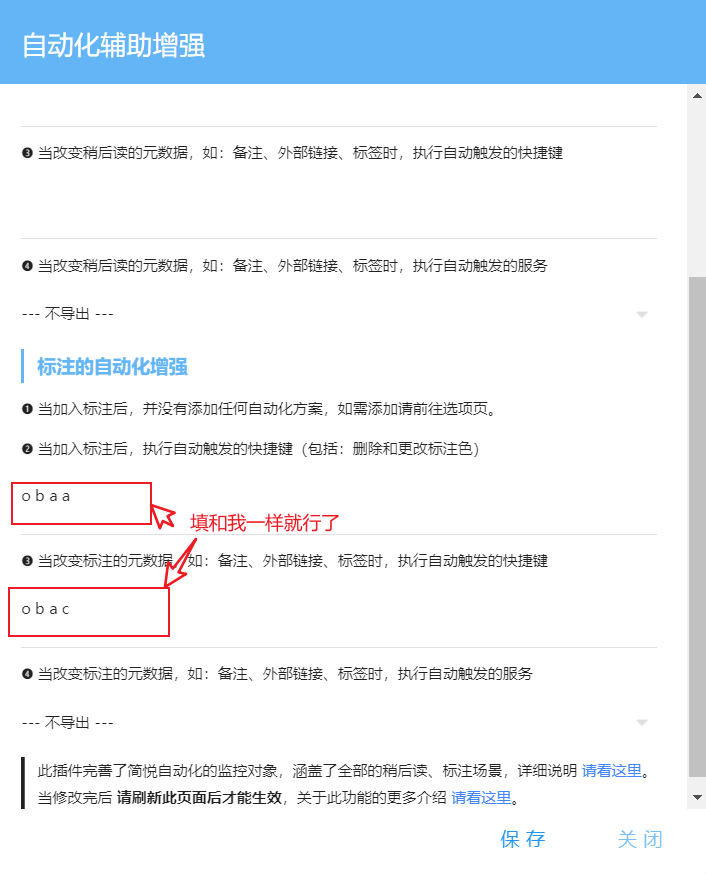 自动化辅助增强
❸ 当改变稍后读的元数据，如：备注、外部链接、标签时，执行自动触发的快捷键
❹ 当改变稍后读的元数据，如：备注、外部链接、标签时，执行自动触发的服务
--- 不导出 ---
标注的自动化增强
❶ 当加入标注后，并没有添加任何自动化方案，如需添加请前往选项页。
❷ 当加入标注后，执行自动触发的快捷键（包括：删除和更改标注色）
o b a a
填和我一样就行了
❸ 当改变标注的元数据，如：备注、外部链接、标签时，执行自动触发的快捷键
o b a c
❹ 当改变标注的元数据，如：备注、外部链接、标签时，执行自动触发的服务
--- 不导出 ---
此插件完善了简悦自动化的监控对象，涵盖了全部的稍后读、标注场景，详细说明 请看这里。
当修改完后 请刷新此页面后才能生效，关于此功能的更多介绍 请看这里。
保 存 关 闭